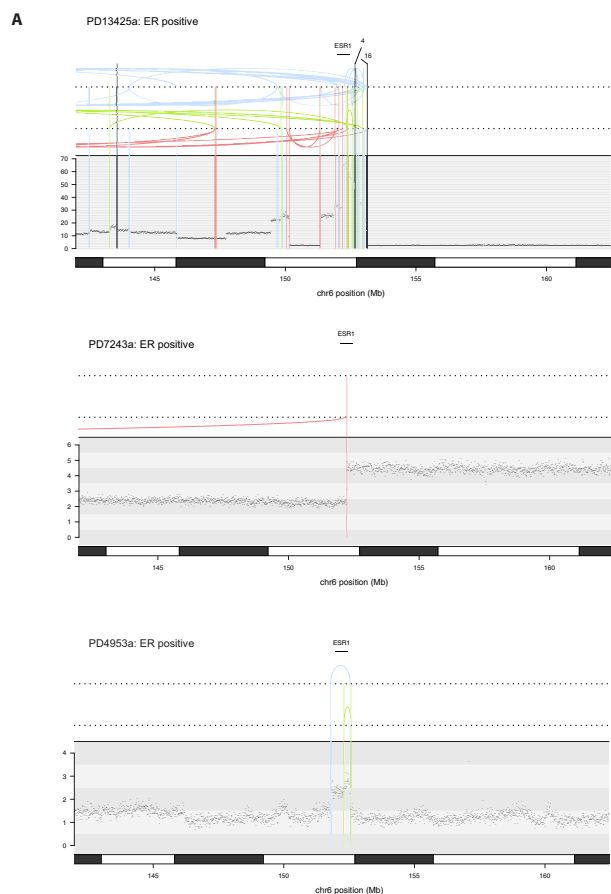 A
PD13425a: ER positive
ESR1
4
16
70
60
50
40
30
20
10
0
145 150 155 160
chr6 position (Mb)
ESR1
PD7243a: ER positive
6
5
4
3
2
1
0
145 150 155 160
chr6 position (Mb)
PD4953a: ER positive
ESR1
4
3
2
1
0
145 150 155 160
chr6 position (Mb)